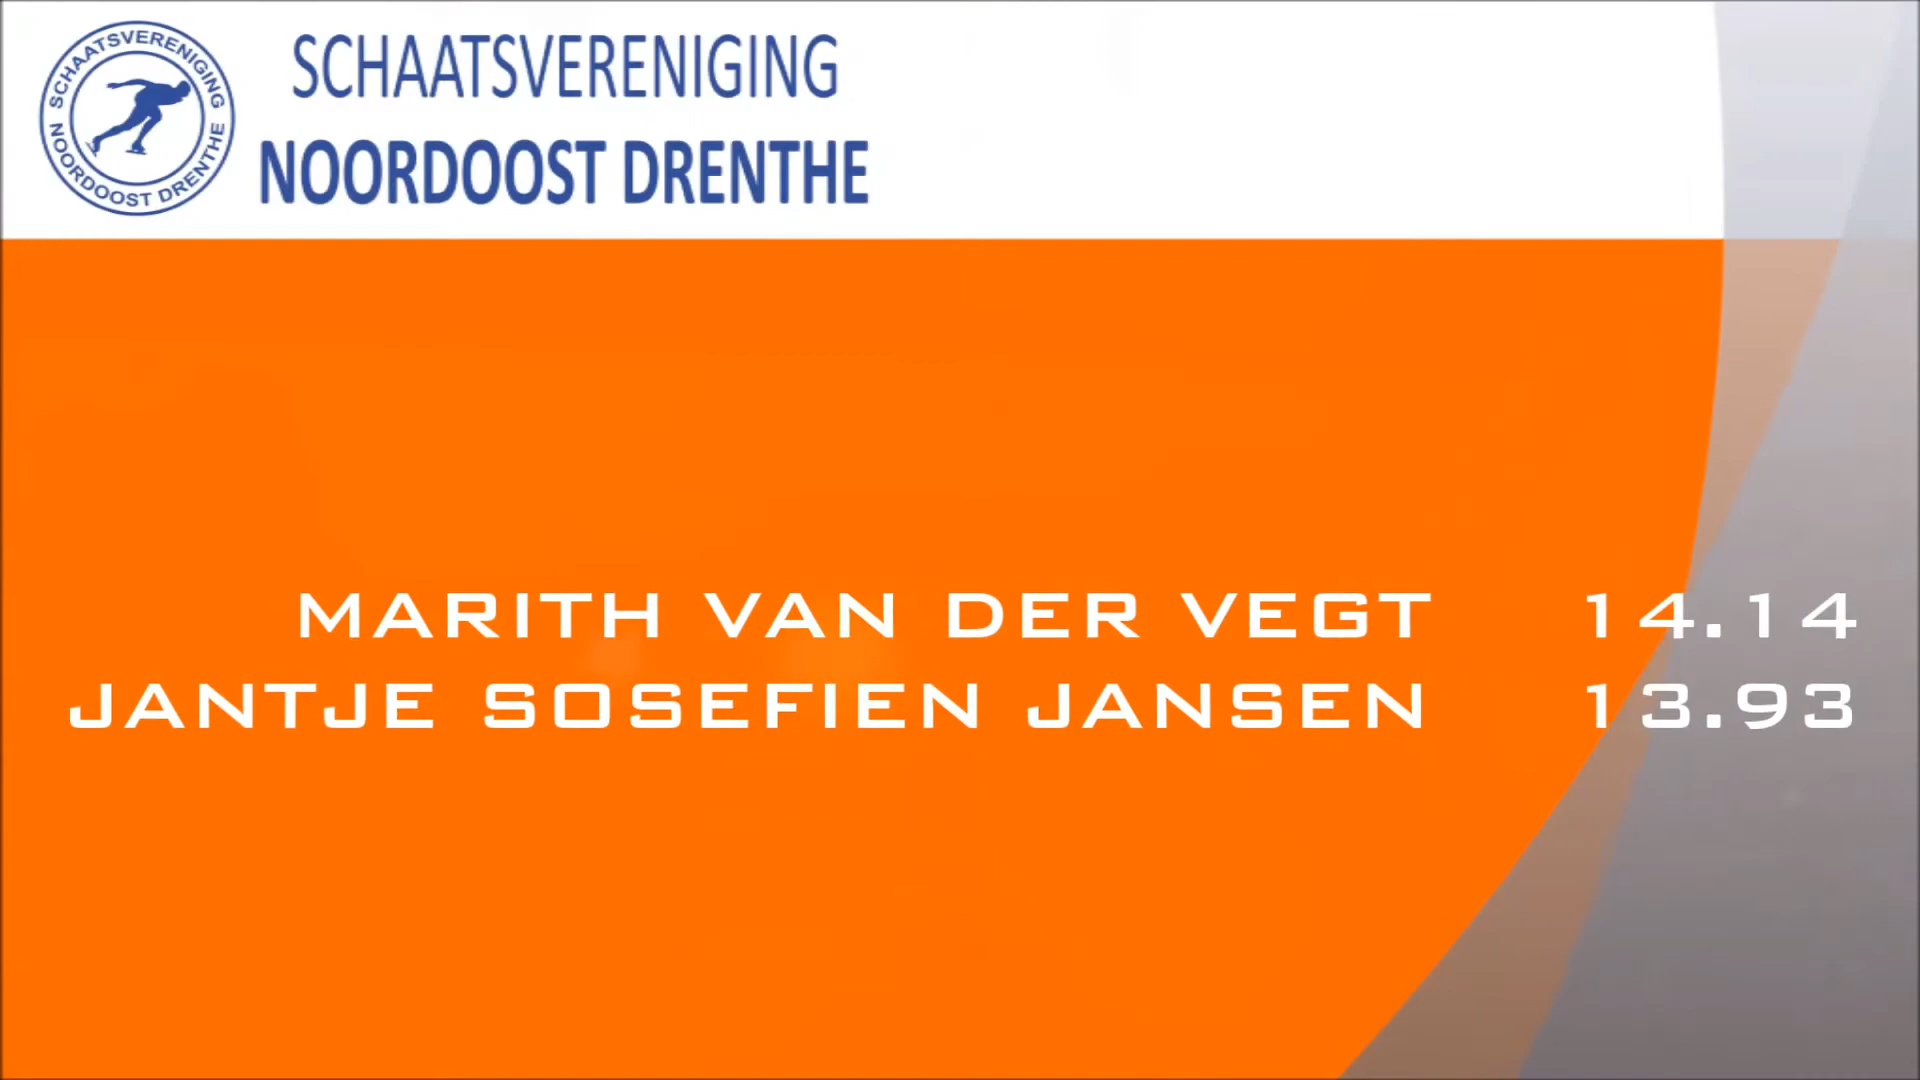 SCHAATSVERENIGING
NOORDOOST DRENTHE
SCHAATSVERENIGING
NOORDOOST DRENTHE
MARITH VAN DER VEGT 14.14
JANTJE SOSEFIEN JANSEN 13.93